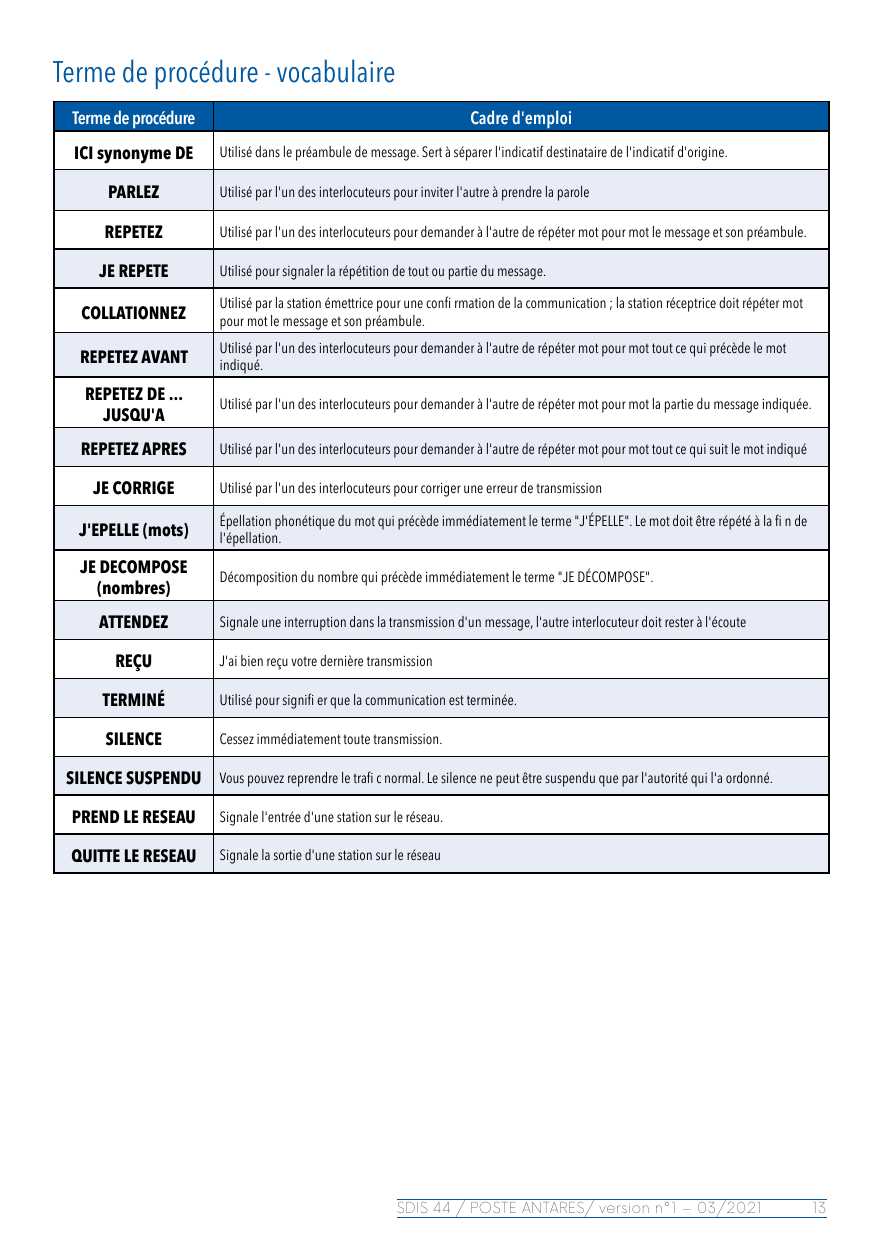 Terme de procédure - vocabulaire
Terme de procédure
Cadre d'emploi
ICI synonyme DE
Utilisé dans le préambule de message. Sert à séparer l'indicatif destinataire de l'indicatif d'origine.
PARLEZ
Utilisé par l'un des interlocuteurs pour inviter l'autre à prendre la parole
REPETEZ
Utilisé par l'un des interlocuteurs pour demander à l'autre de répéter mot pour mot le message et son préambule.
JE REPETE
Utilisé pour signaler la répétition de tout ou partie du message.
COLLATIONNEZ
Utilisé par la station émettrice pour une confi rmation de la communication ; la station réceptrice doit répéter mot
pour mot le message et son préambule.
REPETEZ AVANT
Utilisé par l'un des interlocuteurs pour demander à l'autre de répéter mot pour mot tout ce qui précède le mot
indiqué.
REPETEZ DE ...
JUSQU'A
Utilisé par l'un des interlocuteurs pour demander à l'autre de répéter mot pour mot la partie du message indiquée.
REPETEZ APRES
Utilisé par l'un des interlocuteurs pour demander à l'autre de répéter mot pour mot tout ce qui suit le mot indiqué
JE CORRIGE
Utilisé par l'un des interlocuteurs pour corriger une erreur de transmission
J'EPELLE (mots)
Épellation phonétique du mot qui précède immédiatement le terme "J'ÉPELLE". Le mot doit être répété à la fi n de
l'épellation.
JE DECOMPOSE
(nombres)
Décomposition du nombre qui précède immédiatement le terme "JE DÉCOMPOSE".
ATTENDEZ
Signale une interruption dans la transmission d'un message, l'autre interlocuteur doit rester à l'écoute
REÇU
J'ai bien reçu votre dernière transmission
TERMINÉ
Utilisé pour signifi er que la communication est terminée.
SILENCE
Cessez immédiatement toute transmission.
SILENCE SUSPENDU
Vous pouvez reprendre le trafi c normal. Le silence ne peut être suspendu que par l'autorité qui l'a ordonné.
PREND LE RESEAU
Signale l'entrée d'une station sur le réseau.
QUITTE LE RESEAU
Signale la sortie d'une station sur le réseau
SDIS 44 / POSTE ANTARES/ version n°1 – 03/2021 13